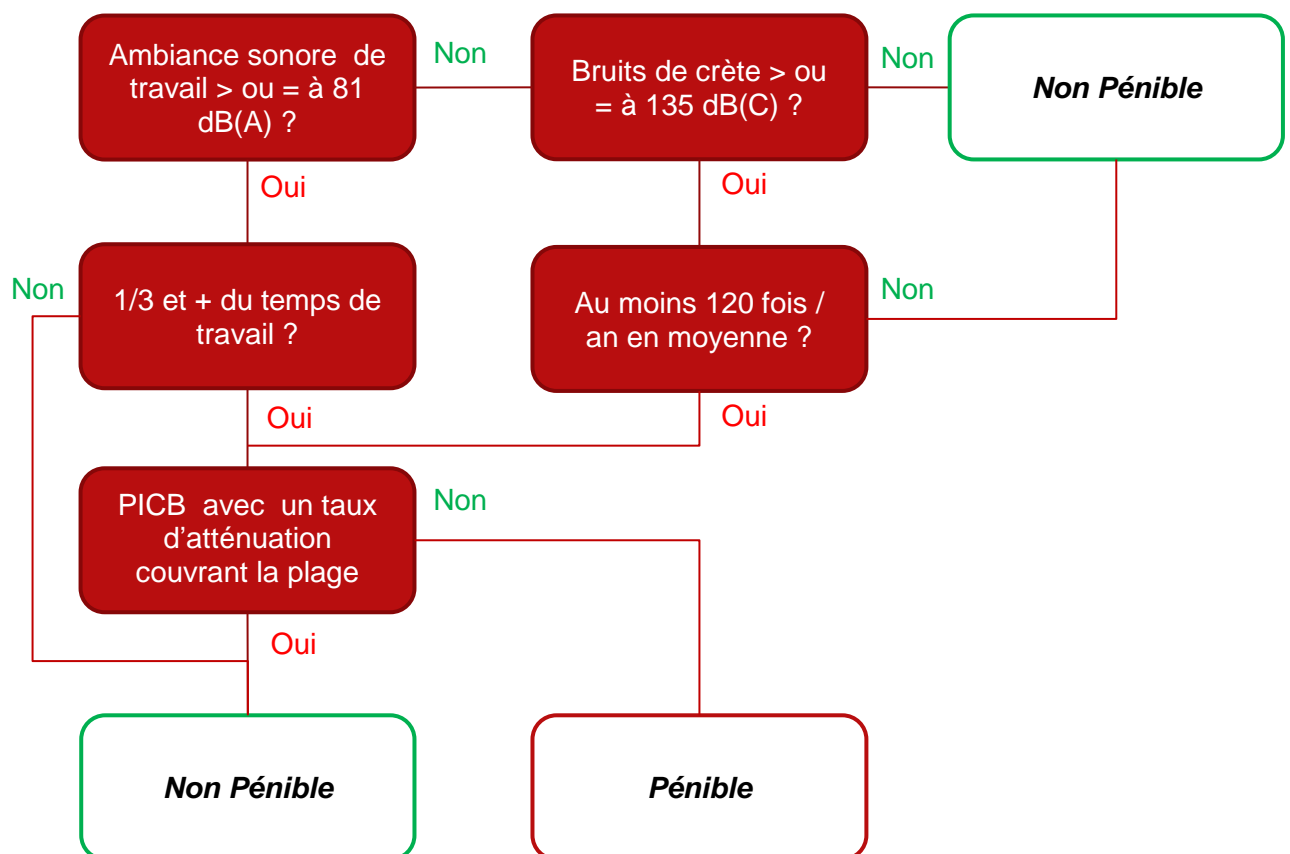 Ambiance sonore de
travail > ou = à 81
dB(A) ?
Non
Bruits de crète > ou
= à 135 dB(C) ?
Non
Non Pénible
Oui
Oui
Non
1/3 et + du temps de
travail ?
Au moins 120 fois /
an en moyenne ?
Non
Oui
Oui
PICB avec un taux
d'atténuation
couvrant la plage
Non
Oui
Non Pénible
Pénible